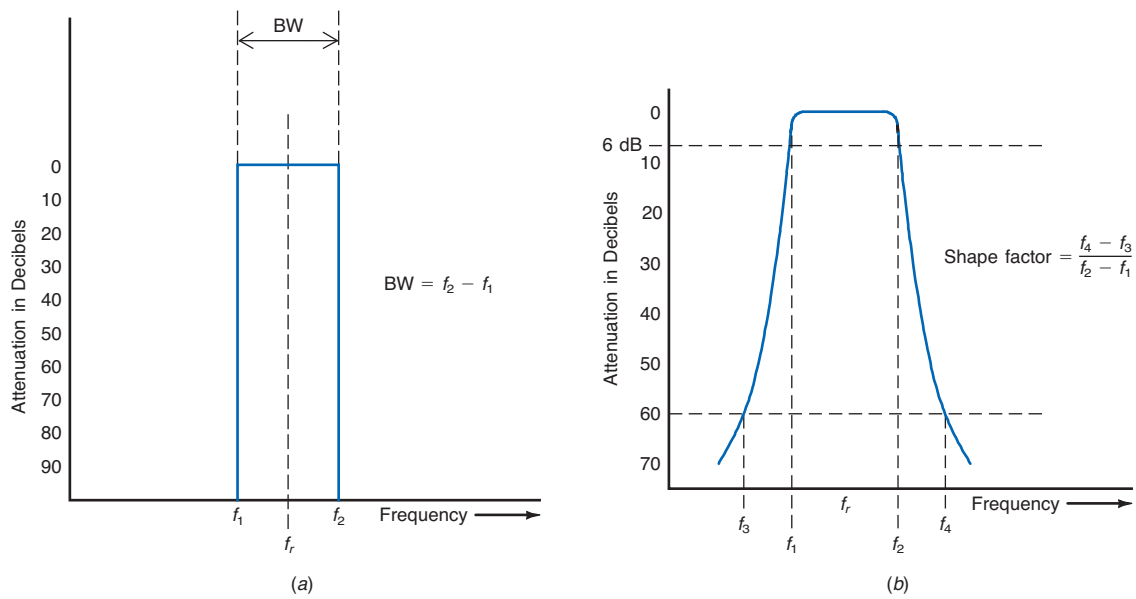 BW
Attenuation in Decibels
0
10
20
30
40
50
60
70
80
90
BW = f2 − f1
f1
f2
Frequency
fr
(a)
Attenuation in Decibels
0
6 dB
10
20
30
40
50
60
70
Shape factor = f4 − f3 / f2 − f1
f3
f1
fr
f2
f4
Frequency
(b)